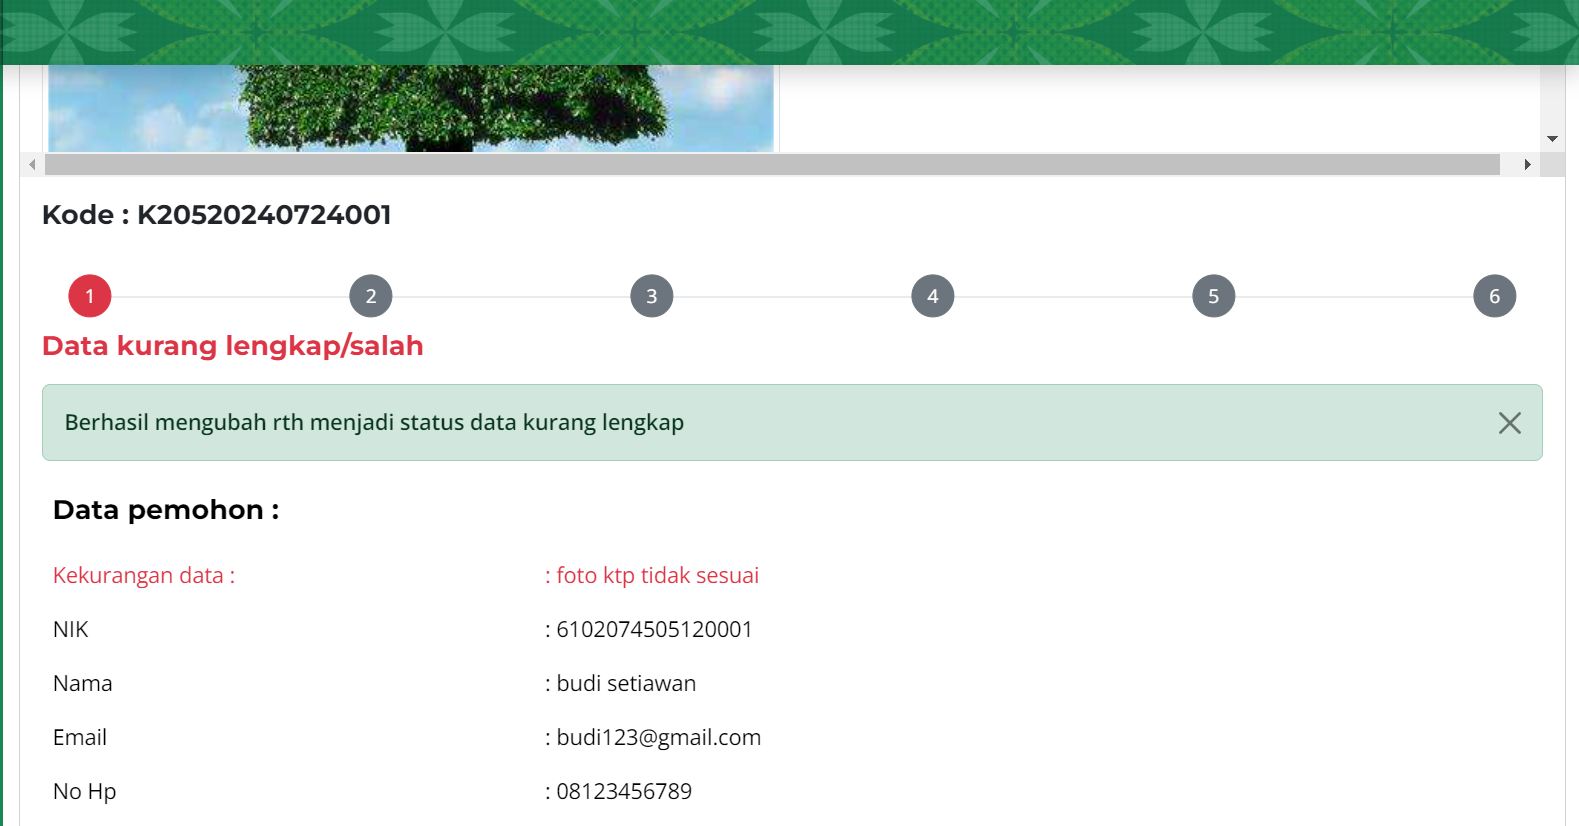 Kode : K20520240724001
1 2 3 4 5 6
Data kurang lengkap/salah
Berhasil mengubah rth menjadi status data kurang lengkap
Data pemohon :
Kekurangan data : : foto ktp tidak sesuai
NIK : 6102074505120001
Nama : budi setiawan
Email : budi123@gmail.com
No Hp : 08123456789